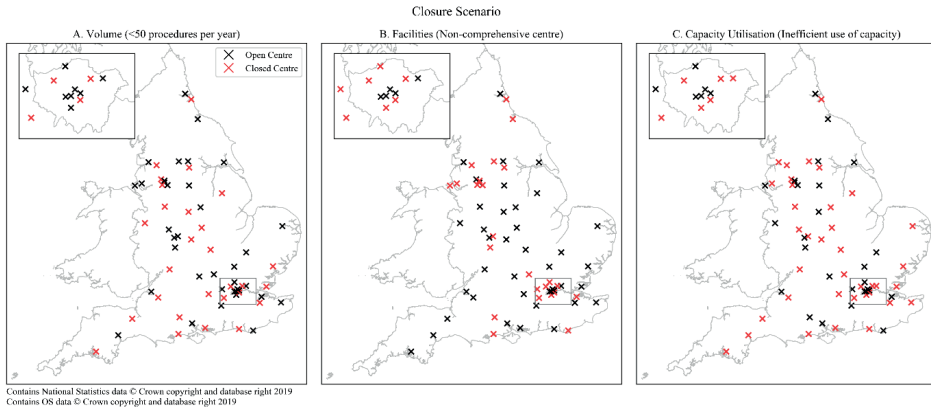 Closure Scenario
A. Volume (<50 procedures per year)
B. Facilities (Non-comprehensive centre)
C. Capacity Utilisation (Inefficient use of capacity)
Open Centre
Closed Centre
Contains National Statistics data © Crown copyright and database right 2019
Contains OS data © Crown copyright and database right 2019